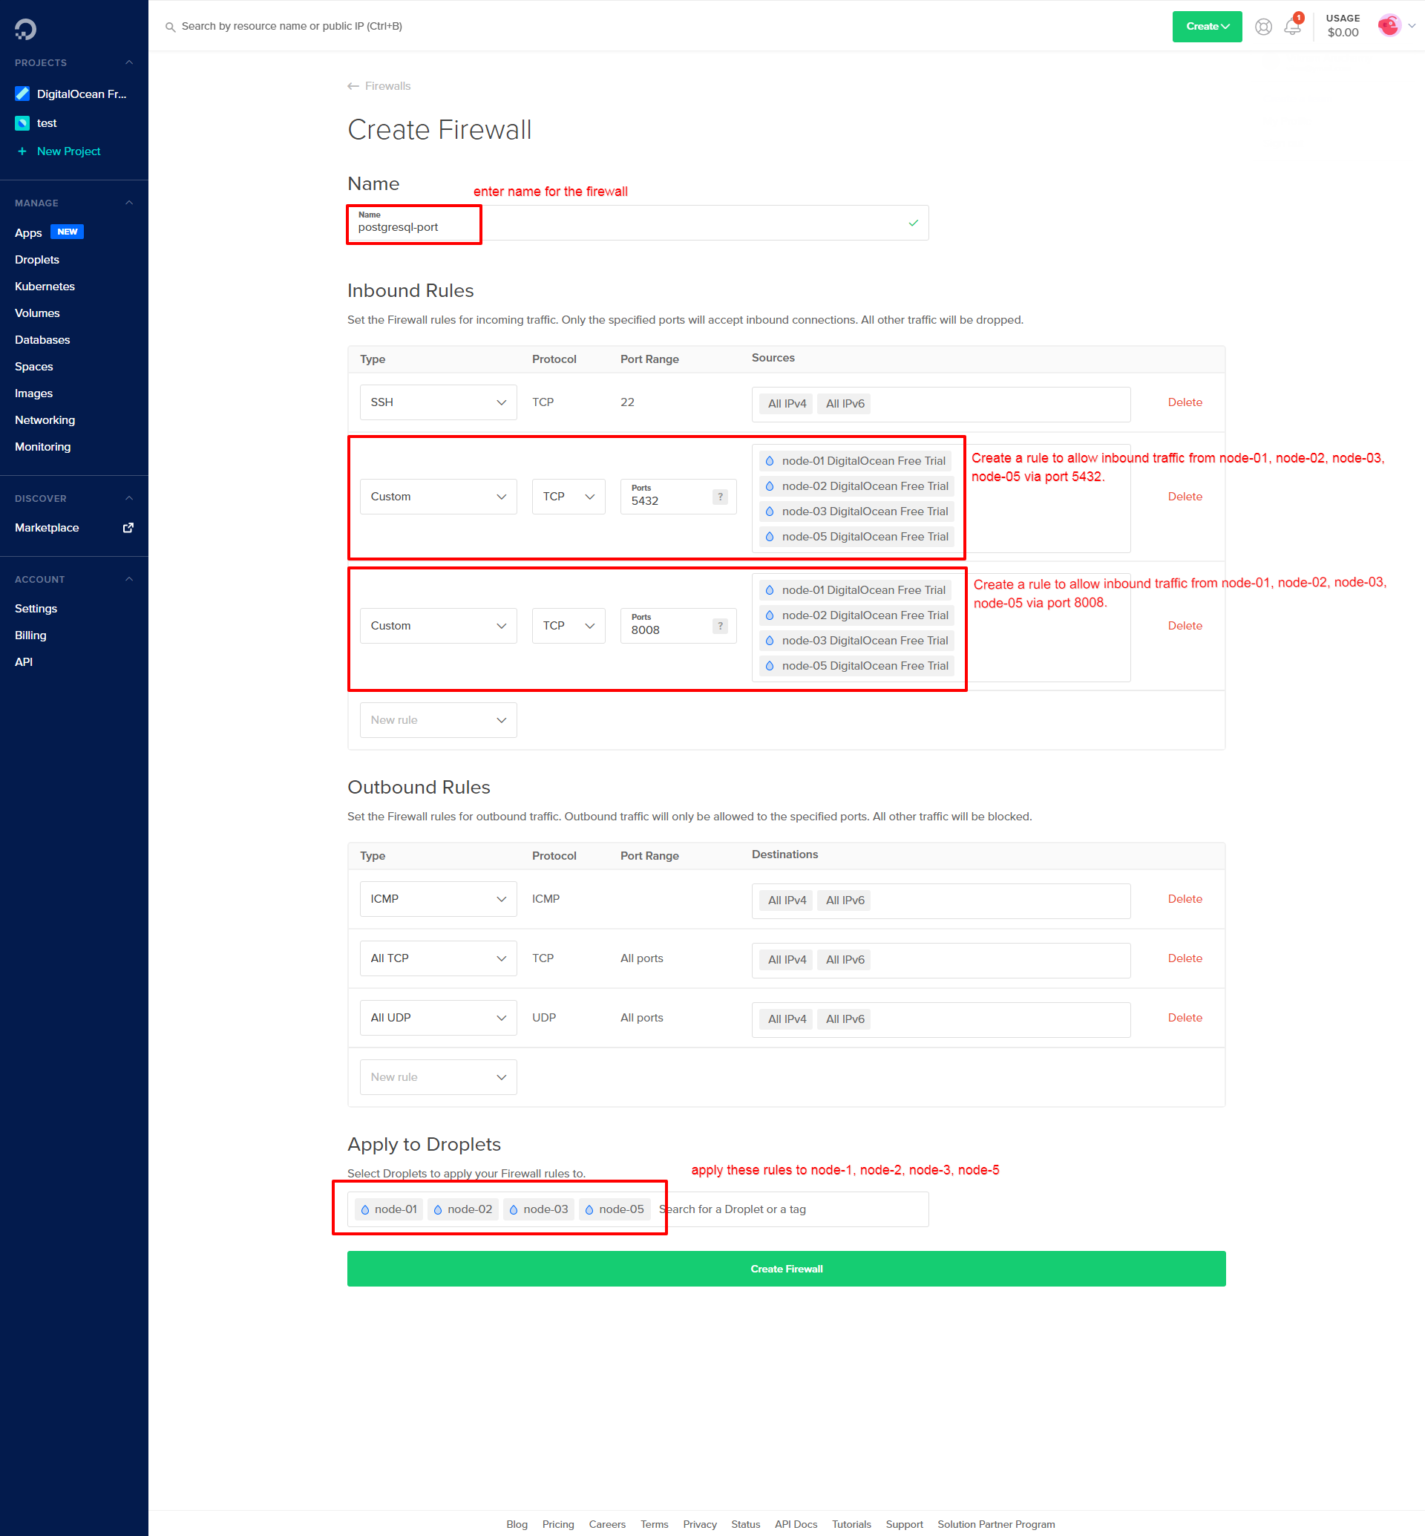 Search by resource name or public IP (Ctrl+B)
Create
1
USAGE
$0.00
PROJECTS
DigitalOcean Fr...
test
+ New Project
MANAGE
Apps NEW
Droplets
Kubernetes
Volumes
Databases
Spaces
Images
Networking
Monitoring
DISCOVER
Marketplace
ACCOUNT
Settings
Billing
API
← Firewalls
Create Firewall
Name
enter name for the firewall
Name
postgresql-port
Inbound Rules
Set the Firewall rules for incoming traffic. Only the specified ports will accept inbound connections. All other traffic will be dropped.
Type Protocol Port Range Sources
SSH TCP 22 All IPv4 All IPv6 Delete
Custom TCP Ports 5432 ? Delete
node-01 DigitalOcean Free Trial
node-02 DigitalOcean Free Trial
node-03 DigitalOcean Free Trial
node-05 DigitalOcean Free Trial
Create a rule to allow inbound traffic from node-01, node-02, node-03,
node-05 via port 5432.
Custom TCP Ports 8008 ? Delete
node-01 DigitalOcean Free Trial
node-02 DigitalOcean Free Trial
node-03 DigitalOcean Free Trial
node-05 DigitalOcean Free Trial
Create a rule to allow inbound traffic from node-01, node-02, node-03,
node-05 via port 8008.
New rule
Outbound Rules
Set the Firewall rules for outbound traffic. Outbound traffic will only be allowed to the specified ports. All other traffic will be blocked.
Type Protocol Port Range Destinations
ICMP ICMP All IPv4 All IPv6 Delete
All TCP TCP All ports All IPv4 All IPv6 Delete
All UDP UDP All ports All IPv4 All IPv6 Delete
New rule
Apply to Droplets
Select Droplets to apply your Firewall rules to.
apply these rules to node-1, node-2, node-3, node-5
node-01 node-02 node-03 node-05 Search for a Droplet or a tag
Create Firewall
Blog Pricing Careers Terms Privacy Status API Docs Tutorials Support Solution Partner Program